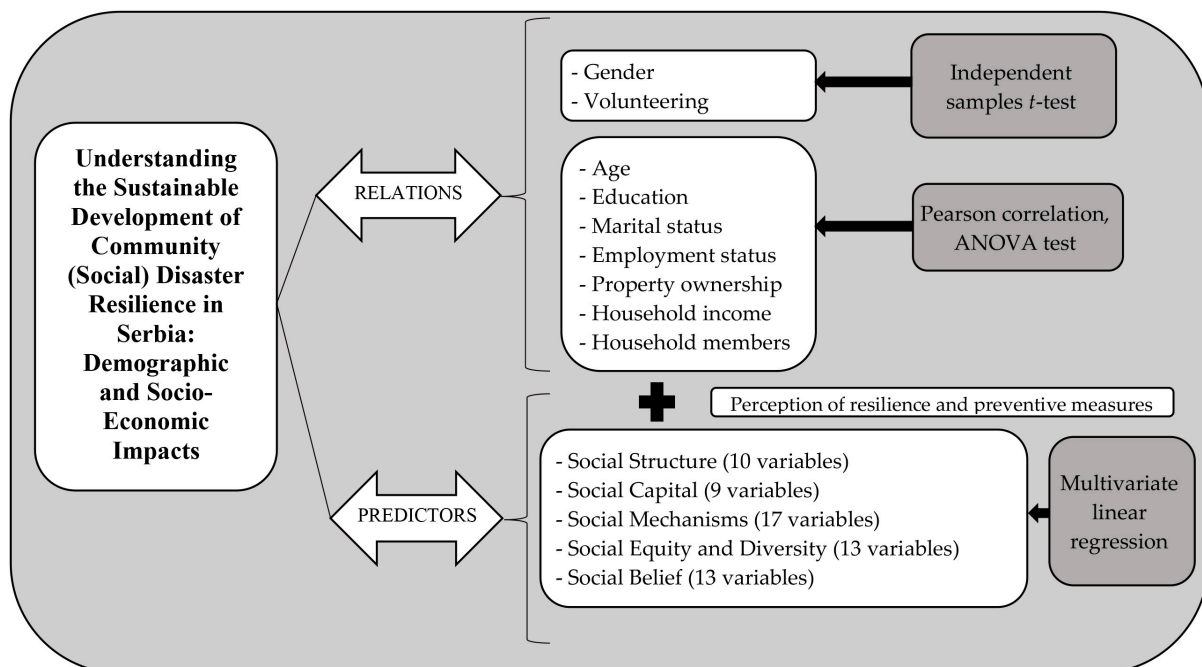 Understanding
the Sustainable
Development of
Community
(Social) Disaster
Resilience in
Serbia:
Demographic
and Socio-
Economic
Impacts
RELATIONS
- Gender
- Volunteering
Independent
samples t-test
- Age
- Education
- Marital status
- Employment status
- Property ownership
- Household income
- Household members
Pearson correlation,
ANOVA test
Perception of resilience and preventive measures
PREDICTORS
- Social Structure (10 variables)
- Social Capital (9 variables)
- Social Mechanisms (17 variables)
- Social Equity and Diversity (13 variables)
- Social Belief (13 variables)
Multivariate
linear
regression